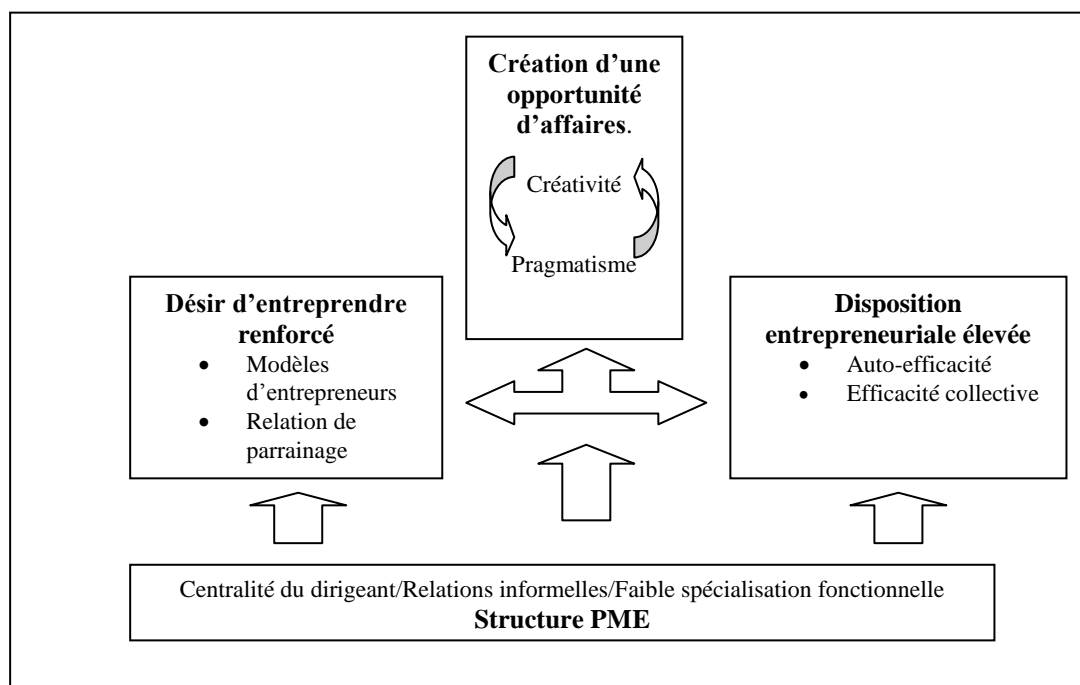 Création d’une
opportunité
d’affaires.
Créativité
Pragmatisme
Désir d’entreprendre
renforcé
• Modèles
d’entrepreneurs
• Relation de
parrainage
Disposition
entrepreneuriale élevée
• Auto-efficacité
• Efficacité collective
Centralité du dirigeant/Relations informelles/Faible spécialisation fonctionnelle
Structure PME